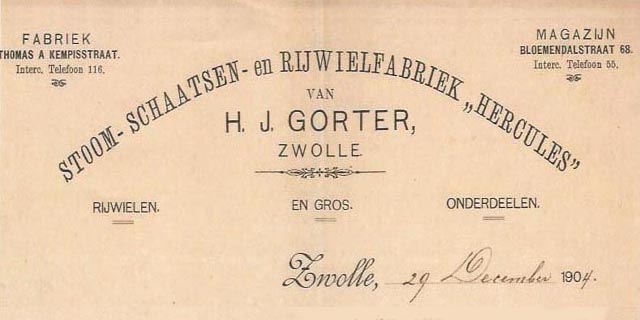 FABRIEK
THOMAS A KEMPISSTRAAT.
Interc. Telefoon 116.
MAGAZIJN
BLOEMENDALSTRAAT 68.
Interc. Telefoon 55.
STOOM- SCHAATSEN- en RIJWIELFABRIEK „HERCULES”
VAN
H. J. GORTER,
ZWOLLE.
RIJWIELEN. EN GROS. ONDERDEELEN.
Zwolle, 29 December 1904.